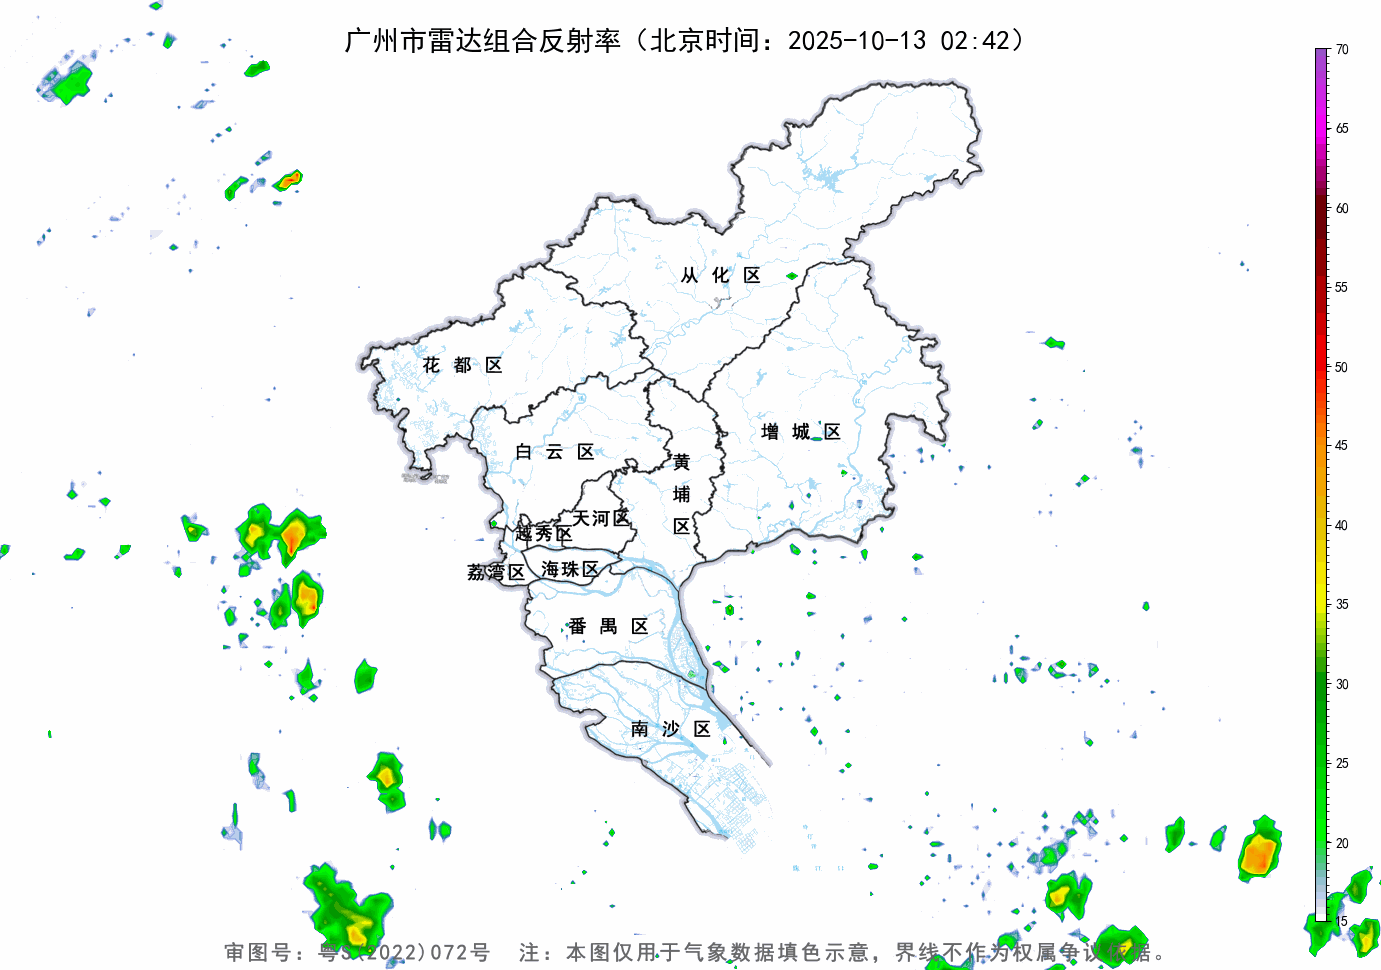 广州市雷达组合反射率（北京时间：2025-10-13 02:42）
70
65
60
55
50
45
40
35
30
25
20
15
从化区
花都区
增城区
白云区
黄埔区
天河区
越秀区
荔湾区
海珠区
番禺区
南沙区
审图号：粤S(2022)072号 注：本图仅用于气象数据填色示意，界线不作为权属争议依据。